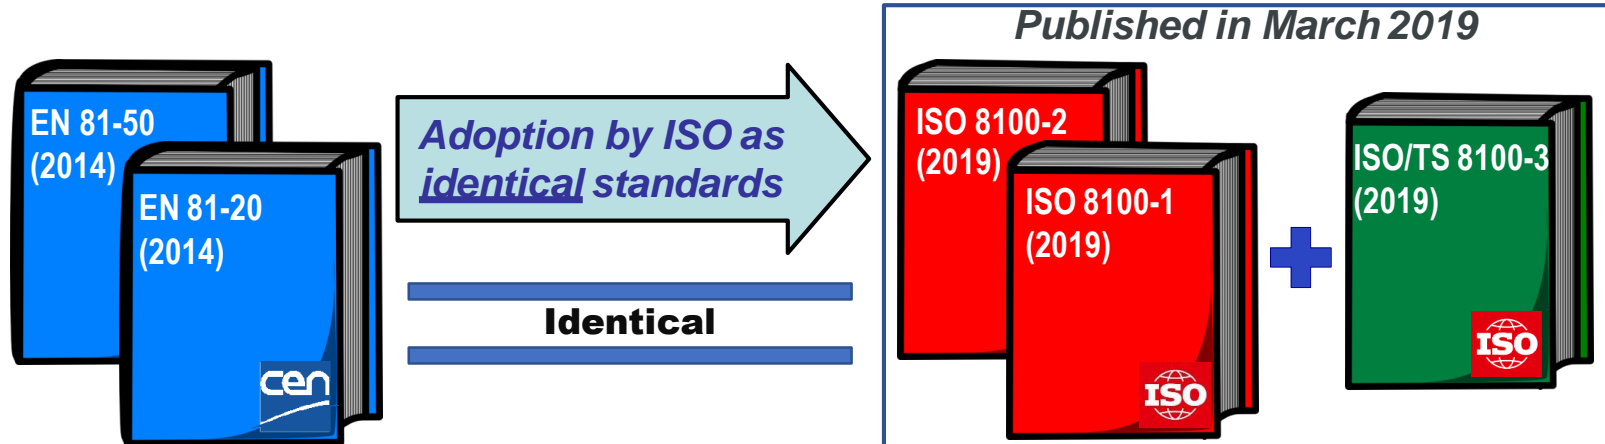 Published in March 2019
EN 81-50
(2014)
EN 81-20
(2014)
cen
Adoption by ISO as
identical standards
Identical
ISO 8100-2
(2019)
ISO 8100-1
(2019)
ISO
ISO/TS 8100-3
(2019)
ISO